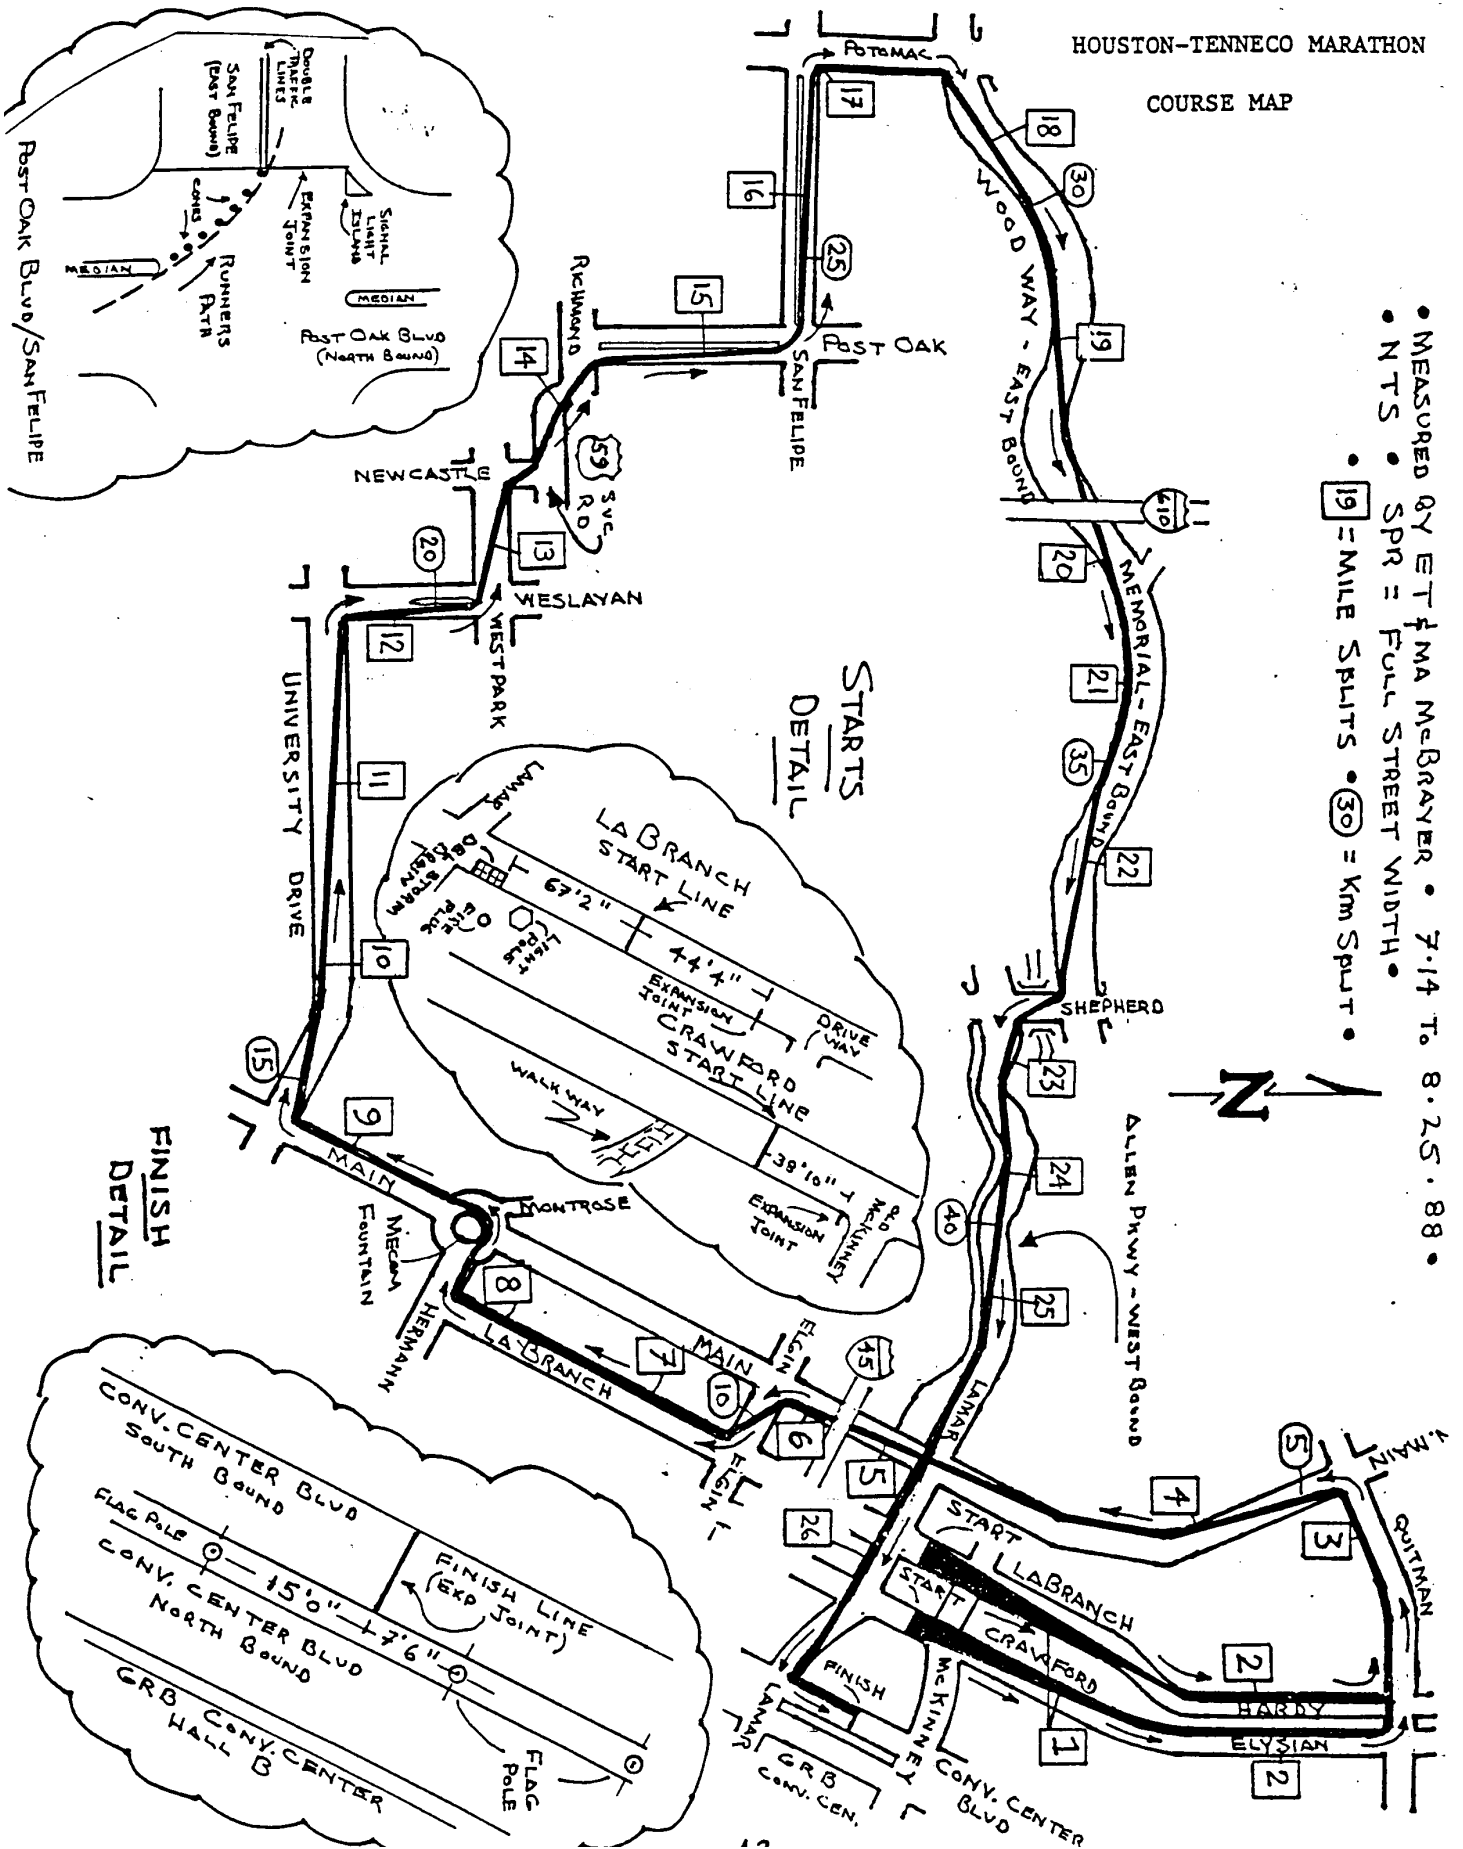 HOUSTON-TENNECO MARATHON
COURSE MAP
• MEASURED BY ET & MA McBRAYER • 7.14 TO 8.25.88 •
• NTS • SPR = FULL STREET WIDTH •
• 19 = MILE SPLITS • 30 = Km SPLIT •
POTOMAC
17
18
30
WOOD WAY - EAST BOUND
16
25
19
15
POST OAK
SAN FELIPE
RICHMOND
14
59
SVC
RD
610
NEWCASTLE
13
20
20
MEMORIAL - EAST BOUND
WESLAYAN
WESTPARK
12
21
UNIVERSITY DRIVE
11
35
22
10
SHEPHERD
23
N
15
9
MAIN
MONTROSE
MECOM
FOUNTAIN
24
ALLEN PKWY - WEST BOUND
40
25
8
HERMANN
LA BRANCH
7
MAIN
ELGIN
45
10
6
ELGIN
5
LAMAR
26
5
N. MAIN
4
3
QUITMAN
START
LA BRANCH
START
CRAWFORD
2
HARDY
1
ELYSIAN
2
FINISH
McKINNEY
LAMAR
GRB
CONV. CEN.
CONV. CENTER
BLVD
DOUBLE
TRAFFIC
LINES
SAN FELIPE
(EAST BOUND)
EXPANSION
JOINT
SIGNAL
LIGHT
ISLAND
CONES
RUNNERS
PATH
MEDIAN
MEDIAN
POST OAK BLVD
(NORTH BOUND)
POST OAK BLVD/SAN FELIPE
STARTS
DETAIL
LAMAR
LA BRANCH
START LINE
DBL STORM
DRAIN
FIRE
PLUG
LIGHT
POLE
67'2"
44'4"
EXPANSION
JOINT
DRIVE
WAY
CRAWFORD
START LINE
WALKWAY
38'10"
EXPANSION
JOINT
OLD
McKINNEY
FINISH
DETAIL
CONV. CENTER BLVD
SOUTH BOUND
FINISH LINE
(EXP JOINT)
FLAG POLE
15'0"
7'6"
CONV. CENTER BLVD
NORTH BOUND
FLAG
POLE
GRB CONV. CENTER
HALL B